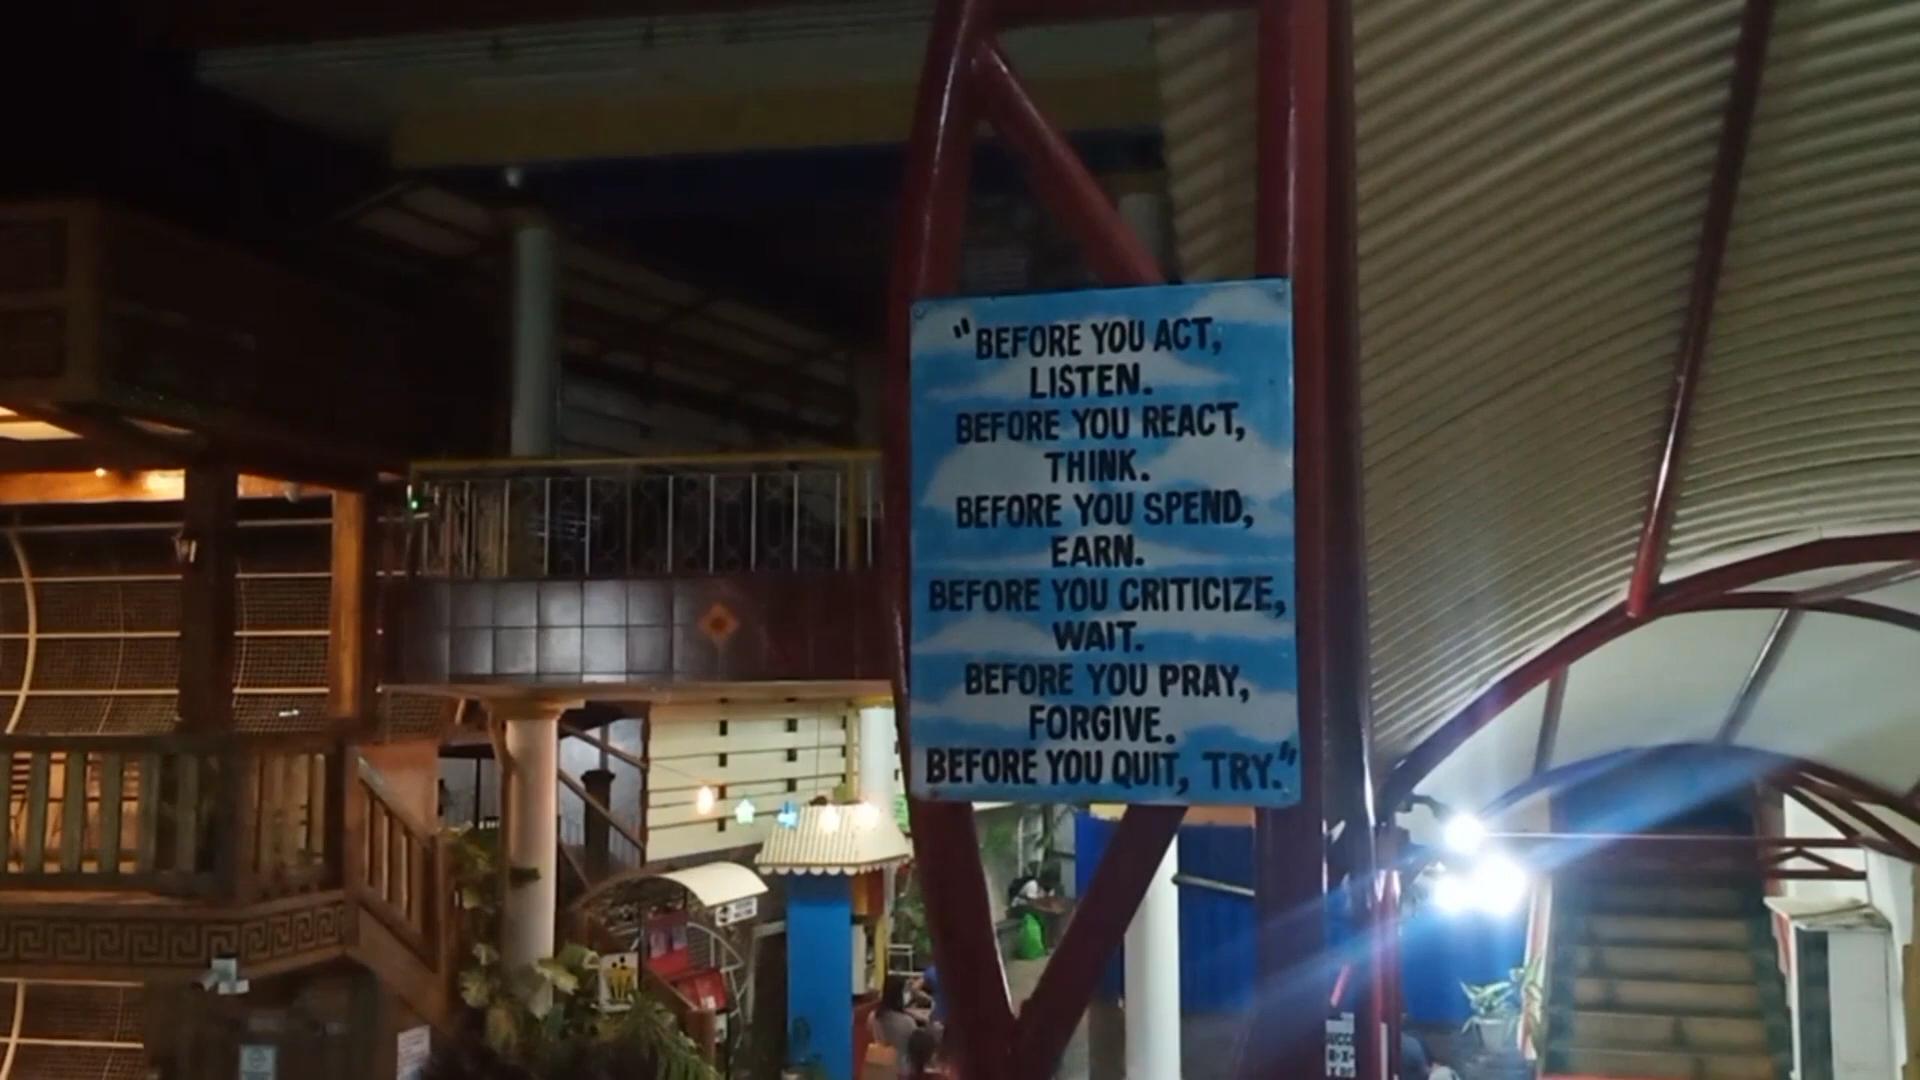 "BEFORE YOU ACT,
LISTEN.
BEFORE YOU REACT,
THINK.
BEFORE YOU SPEND,
EARN.
BEFORE YOU CRITICIZE,
WAIT.
BEFORE YOU PRAY,
FORGIVE.
BEFORE YOU QUIT, TRY."